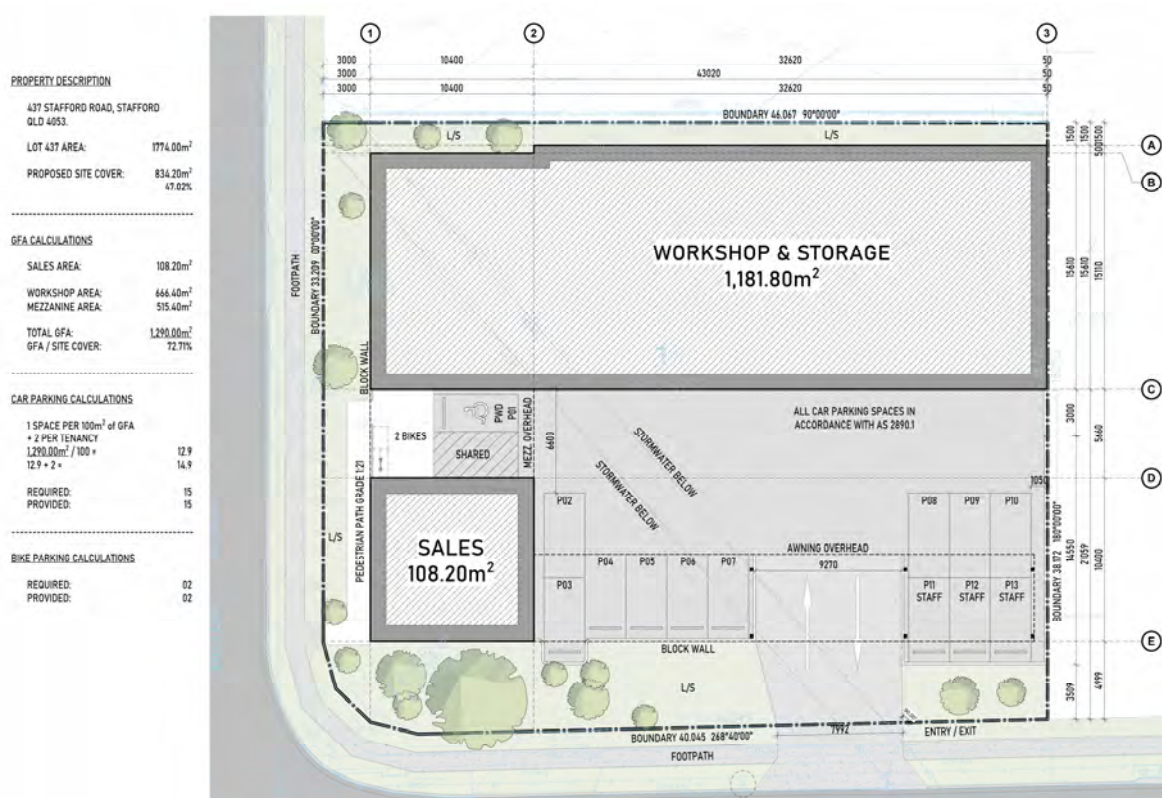 PROPERTY DESCRIPTION
437 STAFFORD ROAD, STAFFORD
QLD 4053.
LOT 437 AREA: 1774.00m²
PROPOSED SITE COVER: 834.20m²
47.02%
GFA CALCULATIONS
SALES AREA: 108.20m²
WORKSHOP AREA: 666.40m²
MEZZANINE AREA: 515.40m²
TOTAL GFA: 1,290.00m²
GFA / SITE COVER: 72.71%
CAR PARKING CALCULATIONS
1 SPACE PER 100m² of GFA
+ 2 PER TENANCY
1,290.00m² / 100 = 12.9
12.9 + 2 = 14.9
REQUIRED: 15
PROVIDED: 15
BIKE PARKING CALCULATIONS
REQUIRED: 02
PROVIDED: 02
1
2
3
3000 10400 32620 50
3000 43020 50
3000 10400 32620 50
BOUNDARY 46.067 90°00'00"
L/S
L/S
1500
1500
5001500
A
B
BOUNDARY 33.209 00°00'00"
FOOTPATH
WORKSHOP & STORAGE
1,181.80m²
15610
15610
15110
BLOCK WALL
C
2 BIKES
PWD
P01
SHARED
MEZZ. OVERHEAD
6601
STORMWATER BELOW
STORMWATER BELOW
ALL CAR PARKING SPACES IN
ACCORDANCE WITH AS 2890.1
3000
5460
D
1050
PEDESTRIAN PATH GRADE 1:21
L/S
SALES
108.20m²
P02
P03
P04
P05
P06
P07
AWNING OVERHEAD
9270
P08
P09
P10
P11
STAFF
P12
STAFF
P13
STAFF
BOUNDARY 38.172 180°00'00"
14550
21059
10400
E
BLOCK WALL
L/S
3509
4999
BOUNDARY 40.045 268°40'00"
7992
ENTRY / EXIT
FOOTPATH